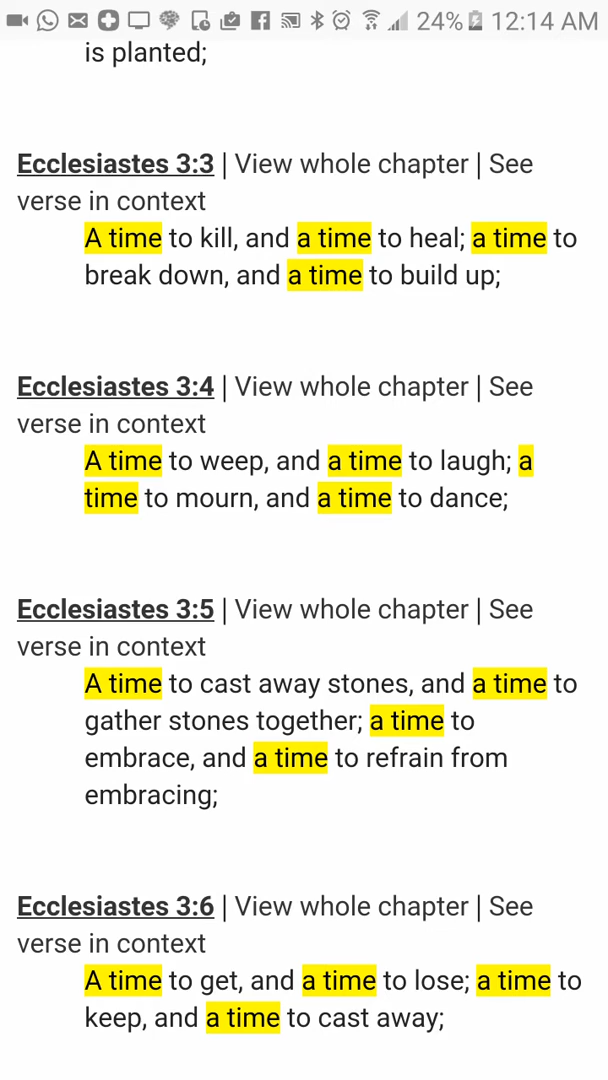 24% 12:14 AM
is planted;
Ecclesiastes 3:3 | View whole chapter | See
verse in context
A time to kill, and a time to heal; a time to
break down, and a time to build up;
Ecclesiastes 3:4 | View whole chapter | See
verse in context
A time to weep, and a time to laugh; a
time to mourn, and a time to dance;
Ecclesiastes 3:5 | View whole chapter | See
verse in context
A time to cast away stones, and a time to
gather stones together; a time to
embrace, and a time to refrain from
embracing;
Ecclesiastes 3:6 | View whole chapter | See
verse in context
A time to get, and a time to lose; a time to
keep, and a time to cast away;